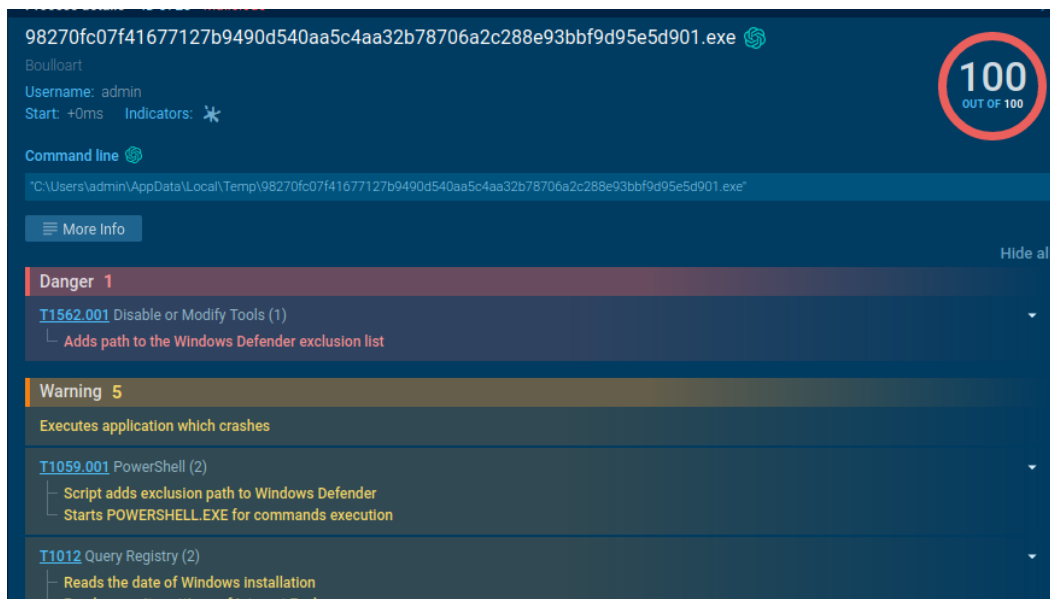 98270fc07f41677127b9490d540aa5c4aa32b78706a2c288e93bbf9d95e5d901.exe
Boulloart
Username: admin
Start: +0ms Indicators:
100
OUT OF 100
Command line
"C:\Users\admin\AppData\Local\Temp\98270fc07f41677127b9490d540aa5c4aa32b78706a2c288e93bbf9d95e5d901.exe"
More Info
Hide al
Danger 1
T1562.001 Disable or Modify Tools (1)
Adds path to the Windows Defender exclusion list
Warning 5
Executes application which crashes
T1059.001 PowerShell (2)
Script adds exclusion path to Windows Defender
Starts POWERSHELL.EXE for commands execution
T1012 Query Registry (2)
Reads the date of Windows installation